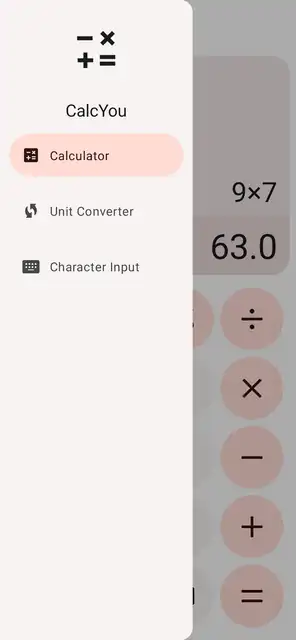 CalcYou
Calculator
Unit Converter
Character Input
9×7
63.0
÷
×
−
+
=